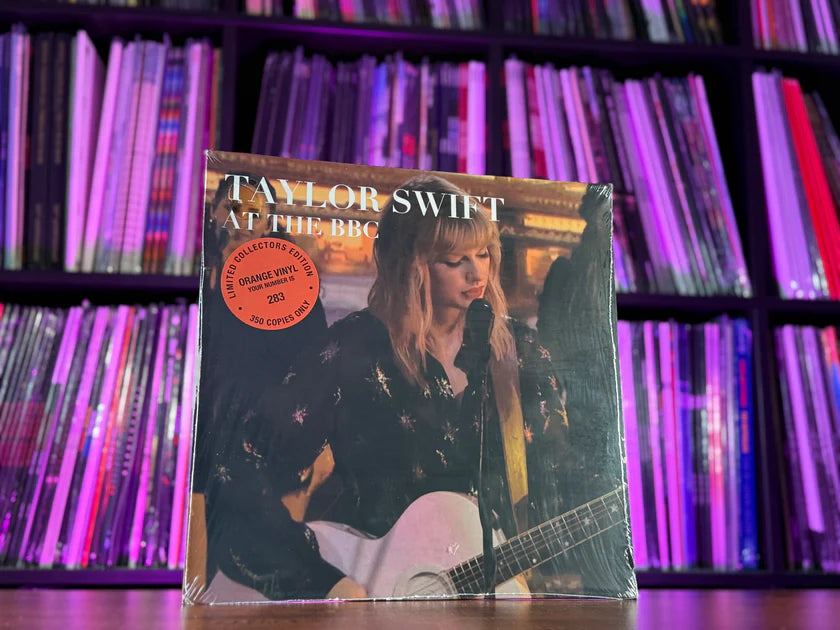 TAYLOR SWIFT
AT THE BBC
LIMITED COLLECTORS EDITION
ORANGE VINYL
YOUR NUMBER IS
283
350 COPIES ONLY